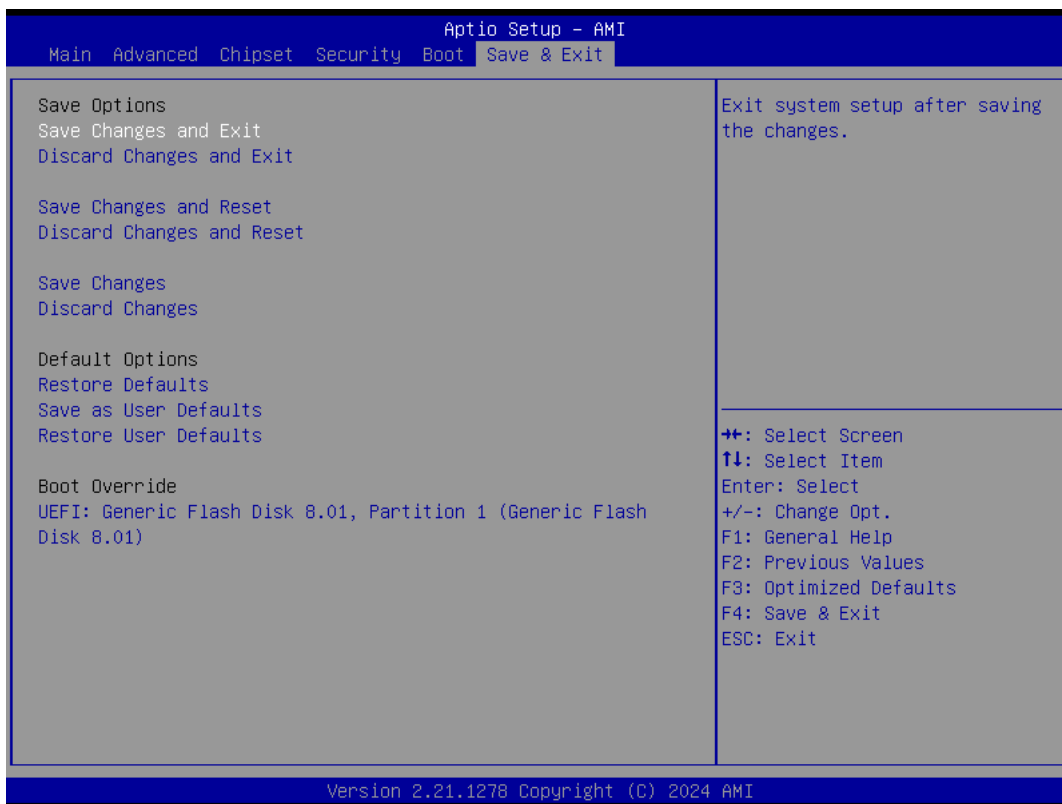 Aptio Setup – AMI
Main Advanced Chipset Security Boot Save & Exit
Save Options
Save Changes and Exit
Discard Changes and Exit
Save Changes and Reset
Discard Changes and Reset
Save Changes
Discard Changes
Default Options
Restore Defaults
Save as User Defaults
Restore User Defaults
Boot Override
UEFI: Generic Flash Disk 8.01, Partition 1 (Generic Flash
Disk 8.01)
Exit system setup after saving
the changes.
→←: Select Screen
↑↓: Select Item
Enter: Select
+/-: Change Opt.
F1: General Help
F2: Previous Values
F3: Optimized Defaults
F4: Save & Exit
ESC: Exit
Version 2.21.1278 Copyright (C) 2024 AMI